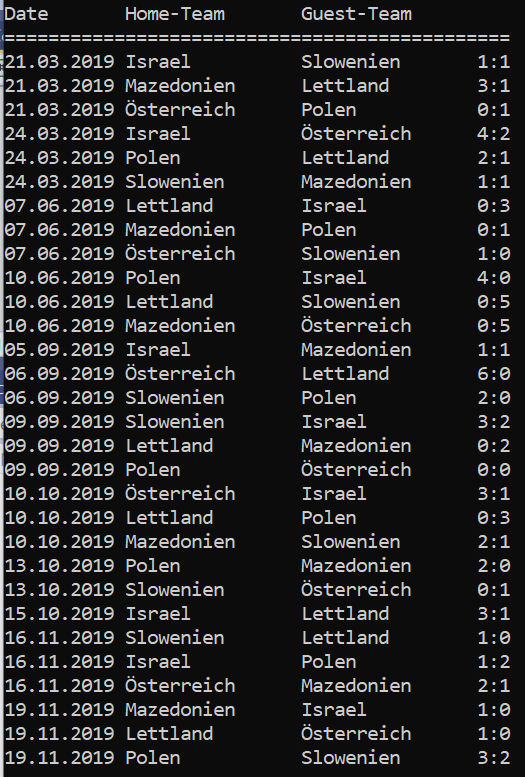 Date Home-Team Guest-Team
==============================================
21.03.2019 Israel Slowenien 1:1
21.03.2019 Mazedonien Lettland 3:1
21.03.2019 Österreich Polen 0:1
24.03.2019 Israel Österreich 4:2
24.03.2019 Polen Lettland 2:1
24.03.2019 Slowenien Mazedonien 1:1
07.06.2019 Lettland Israel 0:3
07.06.2019 Mazedonien Polen 0:1
07.06.2019 Österreich Slowenien 1:0
10.06.2019 Polen Israel 4:0
10.06.2019 Lettland Slowenien 0:5
10.06.2019 Mazedonien Österreich 0:5
05.09.2019 Israel Mazedonien 1:1
06.09.2019 Österreich Lettland 6:0
06.09.2019 Slowenien Polen 2:0
09.09.2019 Slowenien Israel 3:2
09.09.2019 Lettland Mazedonien 0:2
09.09.2019 Polen Österreich 0:0
10.10.2019 Österreich Israel 3:1
10.10.2019 Lettland Polen 0:3
10.10.2019 Mazedonien Slowenien 2:1
13.10.2019 Polen Mazedonien 2:0
13.10.2019 Slowenien Österreich 0:1
15.10.2019 Israel Lettland 3:1
16.11.2019 Slowenien Lettland 1:0
16.11.2019 Israel Polen 1:2
16.11.2019 Österreich Mazedonien 2:1
19.11.2019 Mazedonien Israel 1:0
19.11.2019 Lettland Österreich 1:0
19.11.2019 Polen Slowenien 3:2